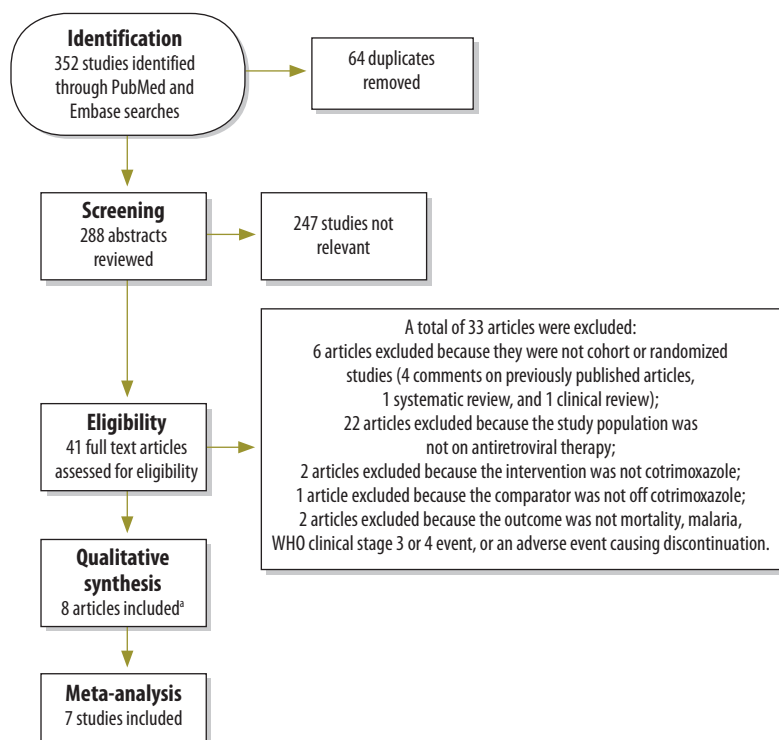 Identification
352 studies identified
through PubMed and
Embase searches
64 duplicates
removed
Screening
288 abstracts
reviewed
247 studies not
relevant
Eligibility
41 full text articles
assessed for eligibility
A total of 33 articles were excluded:
6 articles excluded because they were not cohort or randomized
studies (4 comments on previously published articles,
1 systematic review, and 1 clinical review);
22 articles excluded because the study population was
not on antiretroviral therapy;
2 articles excluded because the intervention was not cotrimoxazole;
1 article excluded because the comparator was not off cotrimoxazole;
2 articles excluded because the outcome was not mortality, malaria,
WHO clinical stage 3 or 4 event, or an adverse event causing discontinuation.
Qualitative
synthesis
8 articles includedᵃ
Meta-analysis
7 studies included